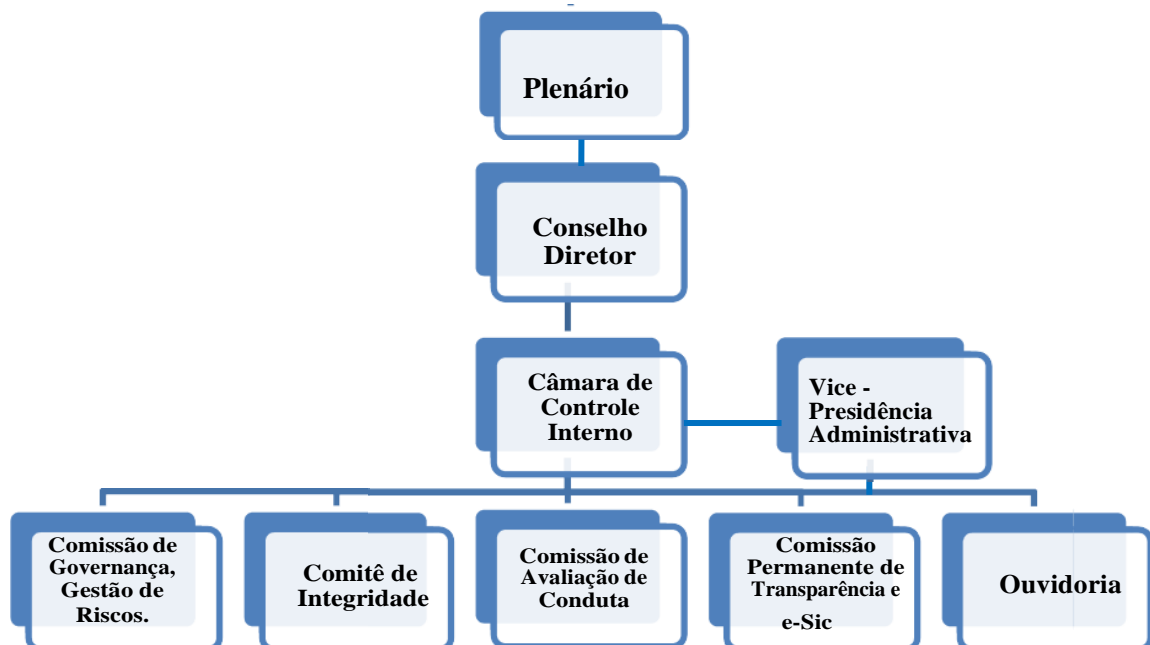 Plenário
Conselho
Diretor
Câmara de
Controle
Interno
Vice -
Presidência
Administrativa
Comissão de
Governança,
Gestão de
Riscos.
Comitê de
Integridade
Comissão de
Avaliação de
Conduta
Comissão
Permanente de
Transparência e
e-Sic
Ouvidoria